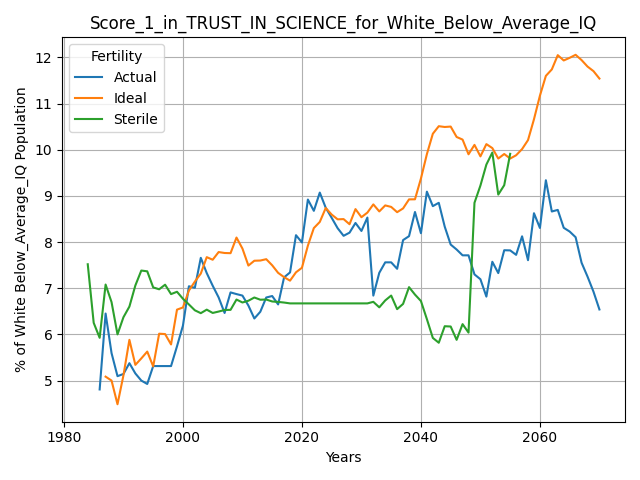 Score_1_in_TRUST_IN_SCIENCE_for_White_Below_Average_IQ
Fertility
Actual
Ideal
Sterile
% of White Below_Average_IQ Population
12
11
10
9
8
7
6
5
1980
2000
2020
2040
2060
Years